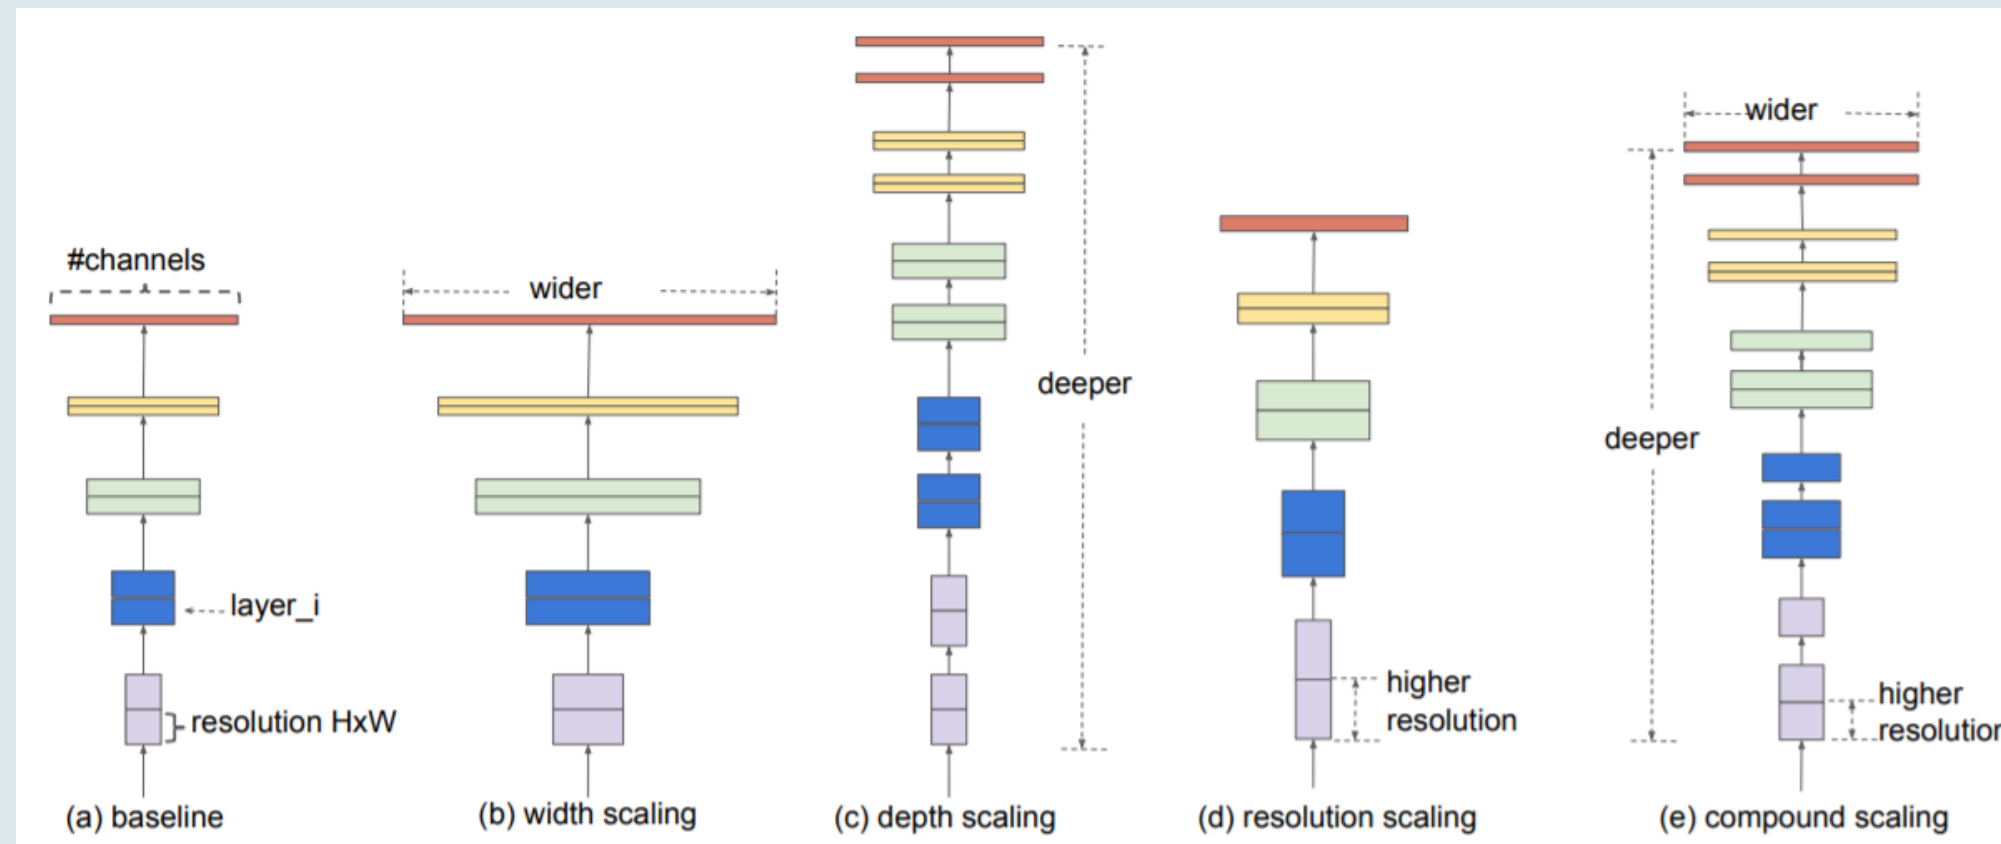 #channels
layer_i
resolution HxW
(a) baseline
wider
(b) width scaling
deeper
(c) depth scaling
higher
resolution
(d) resolution scaling
wider
deeper
higher
resolution
(e) compound scaling